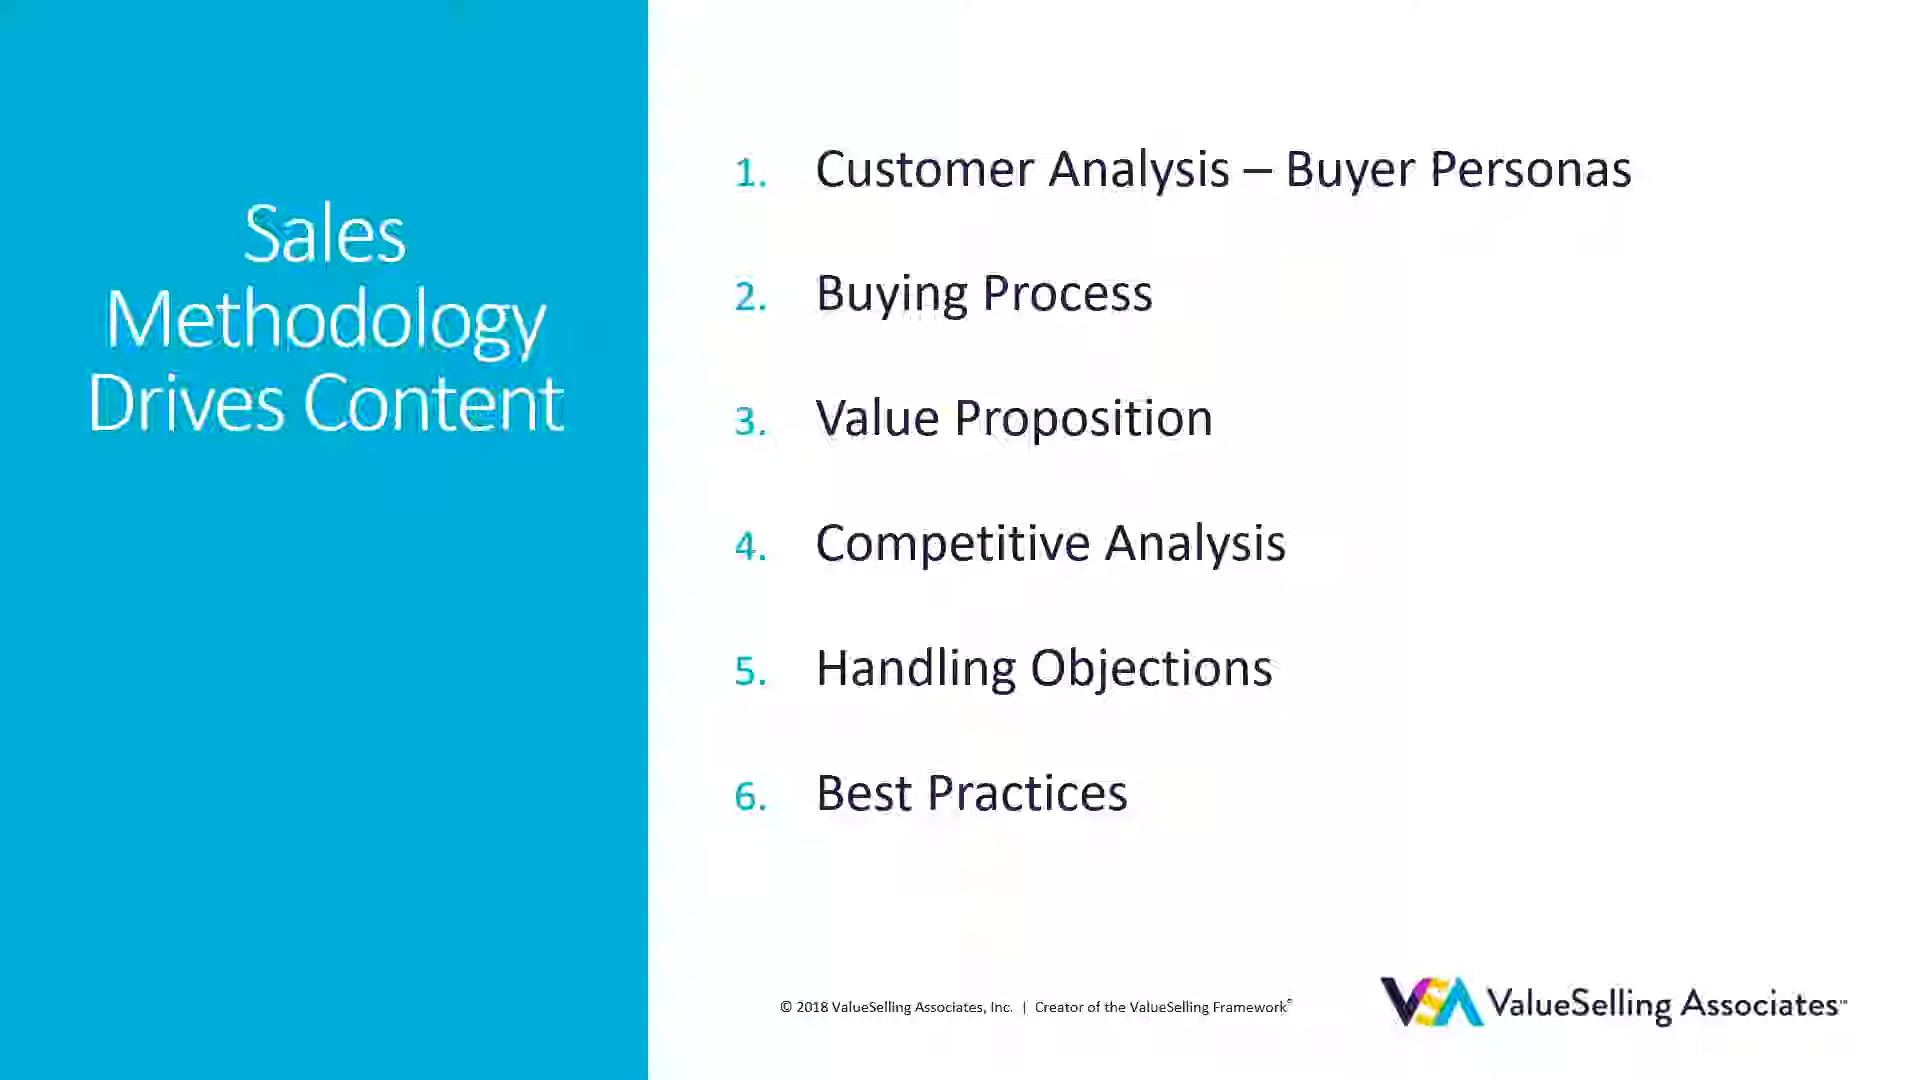 Sales
Methodology
Drives Content
1. Customer Analysis – Buyer Personas
2. Buying Process
3. Value Proposition
4. Competitive Analysis
5. Handling Objections
6. Best Practices
© 2018 ValueSelling Associates, Inc. | Creator of the ValueSelling Framework®
VSA ValueSelling Associates™